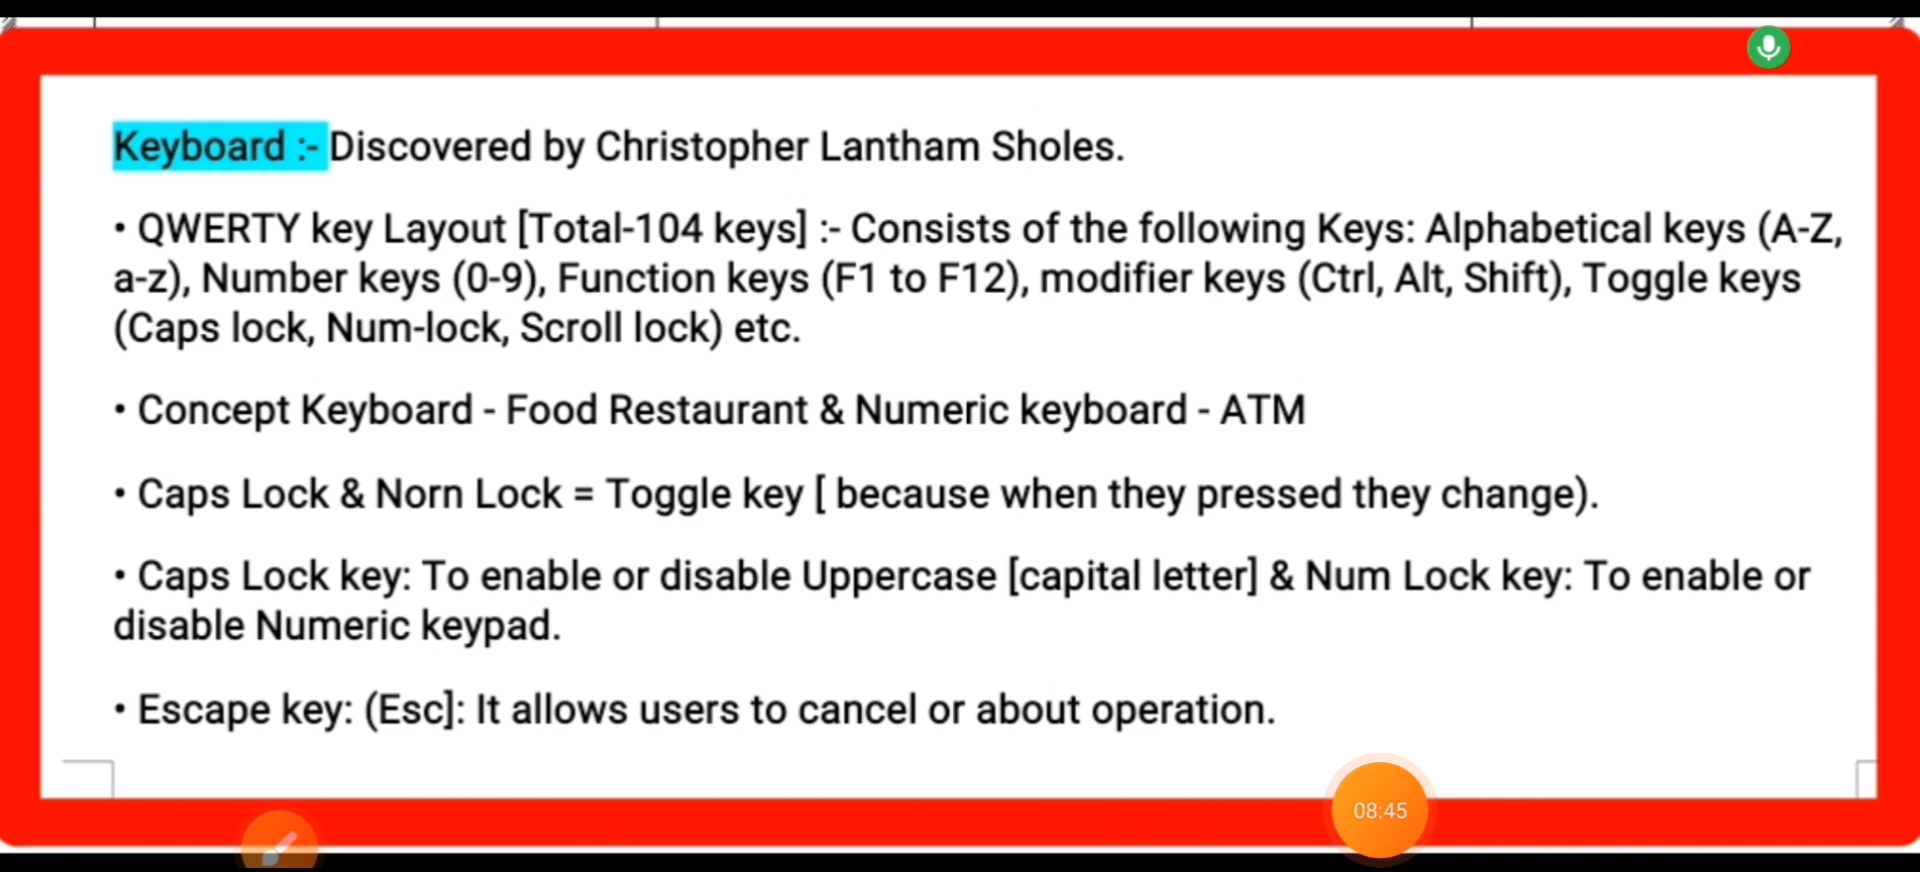 Keyboard :- Discovered by Christopher Lantham Sholes.
• QWERTY key Layout [Total-104 keys] :- Consists of the following Keys: Alphabetical keys (A-Z,
a-z), Number keys (0-9), Function keys (F1 to F12), modifier keys (Ctrl, Alt, Shift), Toggle keys
(Caps lock, Num-lock, Scroll lock) etc.
• Concept Keyboard - Food Restaurant & Numeric keyboard - ATM
• Caps Lock & Norn Lock = Toggle key [ because when they pressed they change).
• Caps Lock key: To enable or disable Uppercase [capital letter] & Num Lock key: To enable or
disable Numeric keypad.
• Escape key: (Esc]: It allows users to cancel or about operation.
08:45